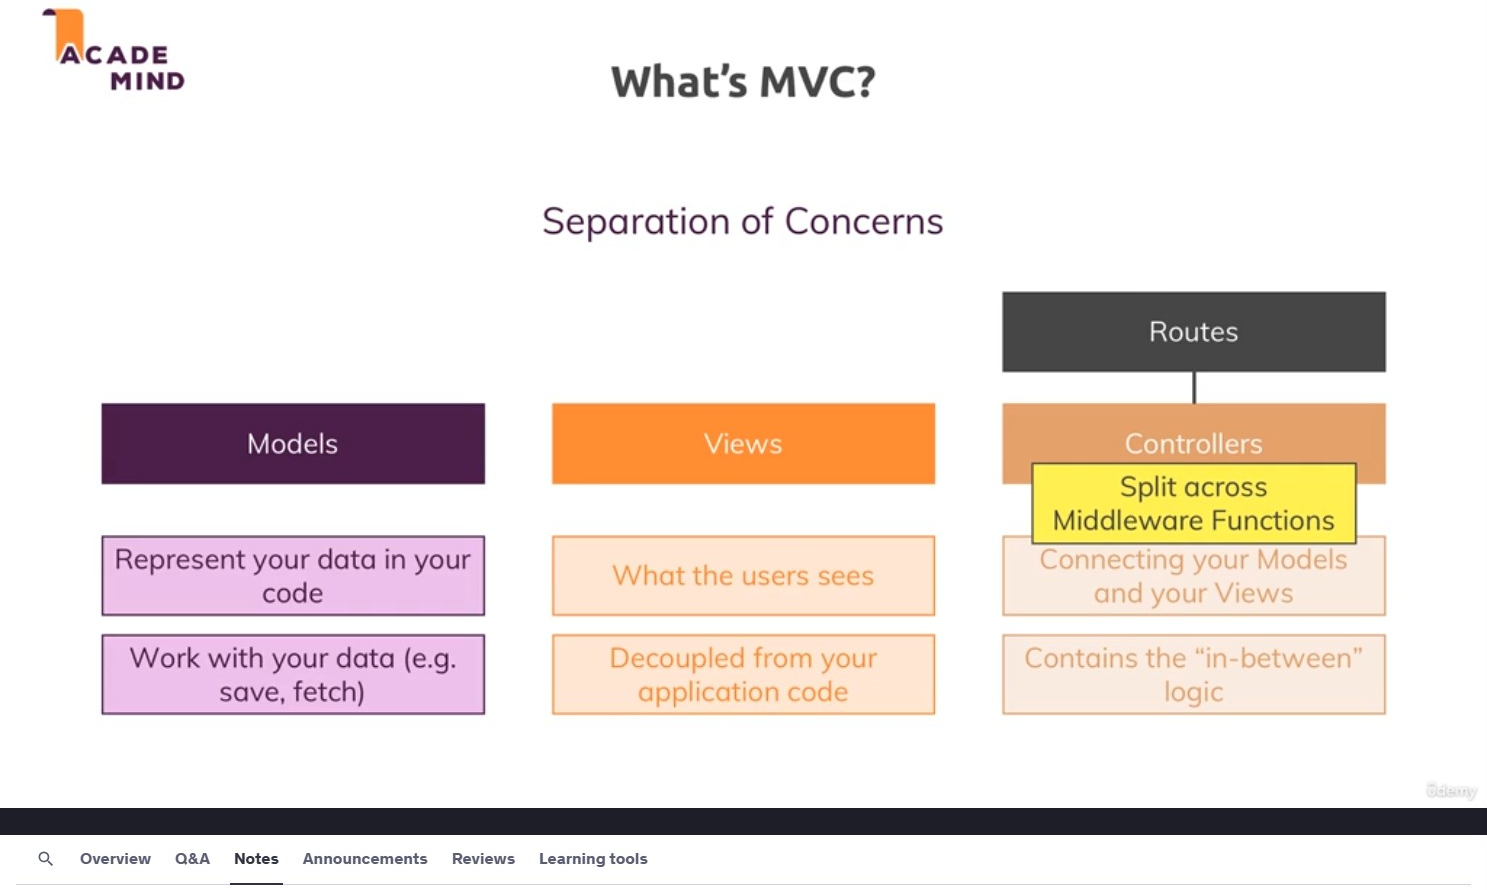 ACADE
MIND
What's MVC?
Separation of Concerns
Routes
Models
Views
Controllers
Split across
Middleware Functions
Represent your data in your
code
What the users sees
Connecting your Models
and your Views
Work with your data (e.g.
save, fetch)
Decoupled from your
application code
Contains the “in-between”
logic
ûdemy
Overview
Q&A
Notes
Announcements
Reviews
Learning tools